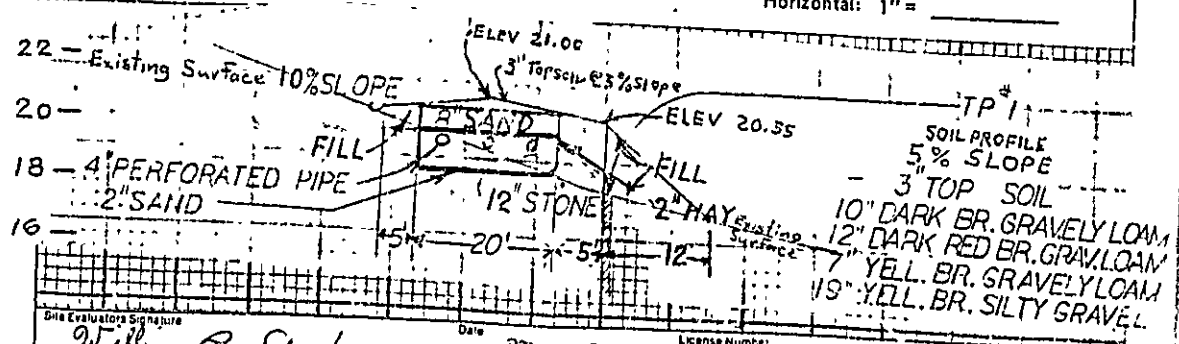 Horizontal: 1" =
22
ELEV 21.00
Existing Surface
10% SLOPE
3" Topsoil @ 3% Slope
20
8" SAND
ELEV 20.55
TP #1
SOIL PROFILE
FILL
5% SLOPE
18
4" PERFORATED PIPE
FILL
3" TOP SOIL
2" SAND
12" STONE
2" HAY
Existing Surface
10" DARK BR. GRAVELY LOAM
16
5'
20'
5'
12'
12" DARK RED BR. GRAV. LOAM
7" YELL. BR. GRAVELY LOAM
19" YELL. BR. SILTY GRAVEL
Site Evaluators Signature
Date
License Number